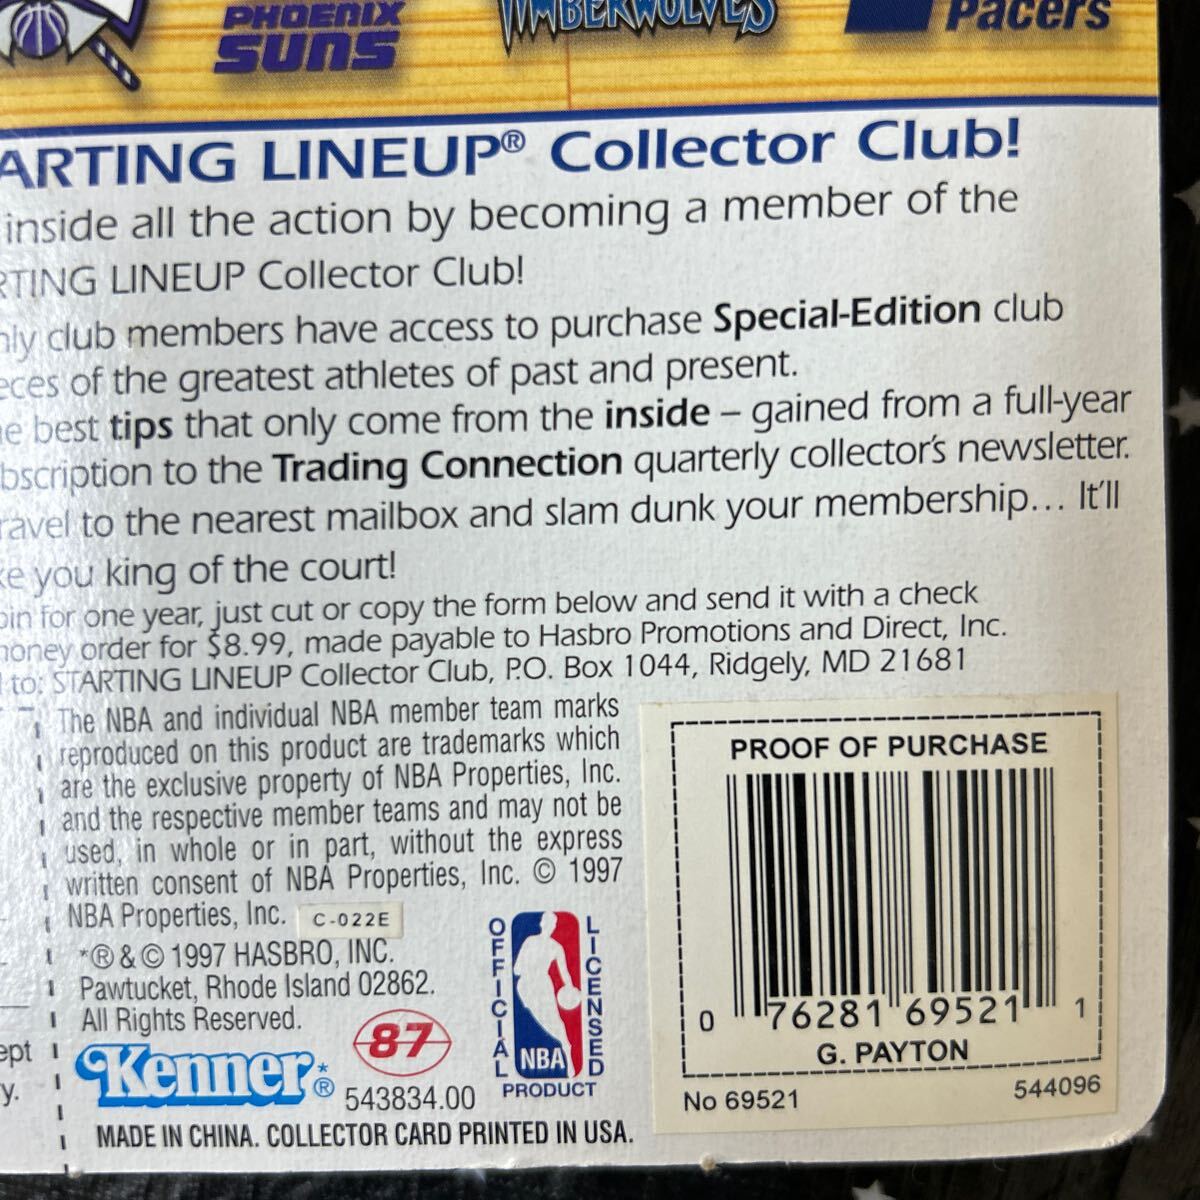 PHOENIX
SUNS
TIMBERWOLVES
Pacers
ARTING LINEUP® Collector Club!
inside all the action by becoming a member of the
RTING LINEUP Collector Club!
nly club members have access to purchase Special-Edition club
eces of the greatest athletes of past and present.
e best tips that only come from the inside – gained from a full-year
bscription to the Trading Connection quarterly collector's newsletter.
ravel to the nearest mailbox and slam dunk your membership... It'll
ke you king of the court!
oin for one year, just cut or copy the form below and send it with a check
money order for $8.99, made payable to Hasbro Promotions and Direct, Inc.
to: STARTING LINEUP Collector Club, P.O. Box 1044, Ridgely, MD 21681
The NBA and individual NBA member team marks
reproduced on this product are trademarks which
are the exclusive property of NBA Properties, Inc.
and the respective member teams and may not be
used, in whole or in part, without the express
written consent of NBA Properties, Inc. © 1997
NBA Properties, Inc. C-022E
*® & © 1997 HASBRO, INC.
Pawtucket, Rhode Island 02862.
All Rights Reserved.
ept
y.
Kenner*®
87
543834.00
OFFICIAL
NBA
LICENSED
PRODUCT
MADE IN CHINA. COLLECTOR CARD PRINTED IN USA.
PROOF OF PURCHASE
0 76281 69521 1
G. PAYTON
No 69521
544096